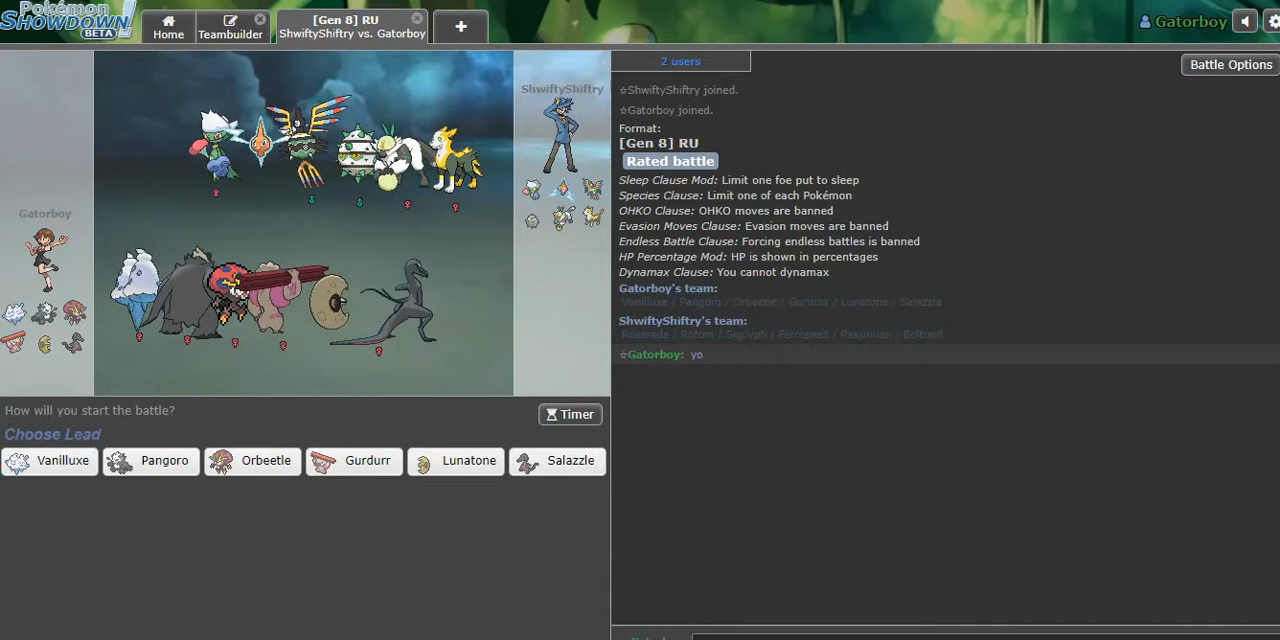 Pokémon
SHOWDOWN!
BETA
Home
Teambuilder
[Gen 8] RU
ShwiftyShiftry vs. Gatorboy
+
Gatorboy
2 users
Battle Options
ShwiftyShiftry
Gatorboy
☆ShwiftyShiftry joined.
☆Gatorboy joined.
Format:
[Gen 8] RU
Rated battle
Sleep Clause Mod: Limit one foe put to sleep
Species Clause: Limit one of each Pokémon
OHKO Clause: OHKO moves are banned
Evasion Moves Clause: Evasion moves are banned
Endless Battle Clause: Forcing endless battles is banned
HP Percentage Mod: HP is shown in percentages
Dynamax Clause: You cannot dynamax
Gatorboy's team:
Vanilluxe / Pangoro / Orbeetle / Gurdurr / Lunatone / Salazzle
ShwiftyShiftry's team:
Roserade / Rotom / Sigilyph / Ferroseed / Passimian / Boltund
☆Gatorboy: yo
How will you start the battle?
Timer
Choose Lead
Vanilluxe
Pangoro
Orbeetle
Gurdurr
Lunatone
Salazzle